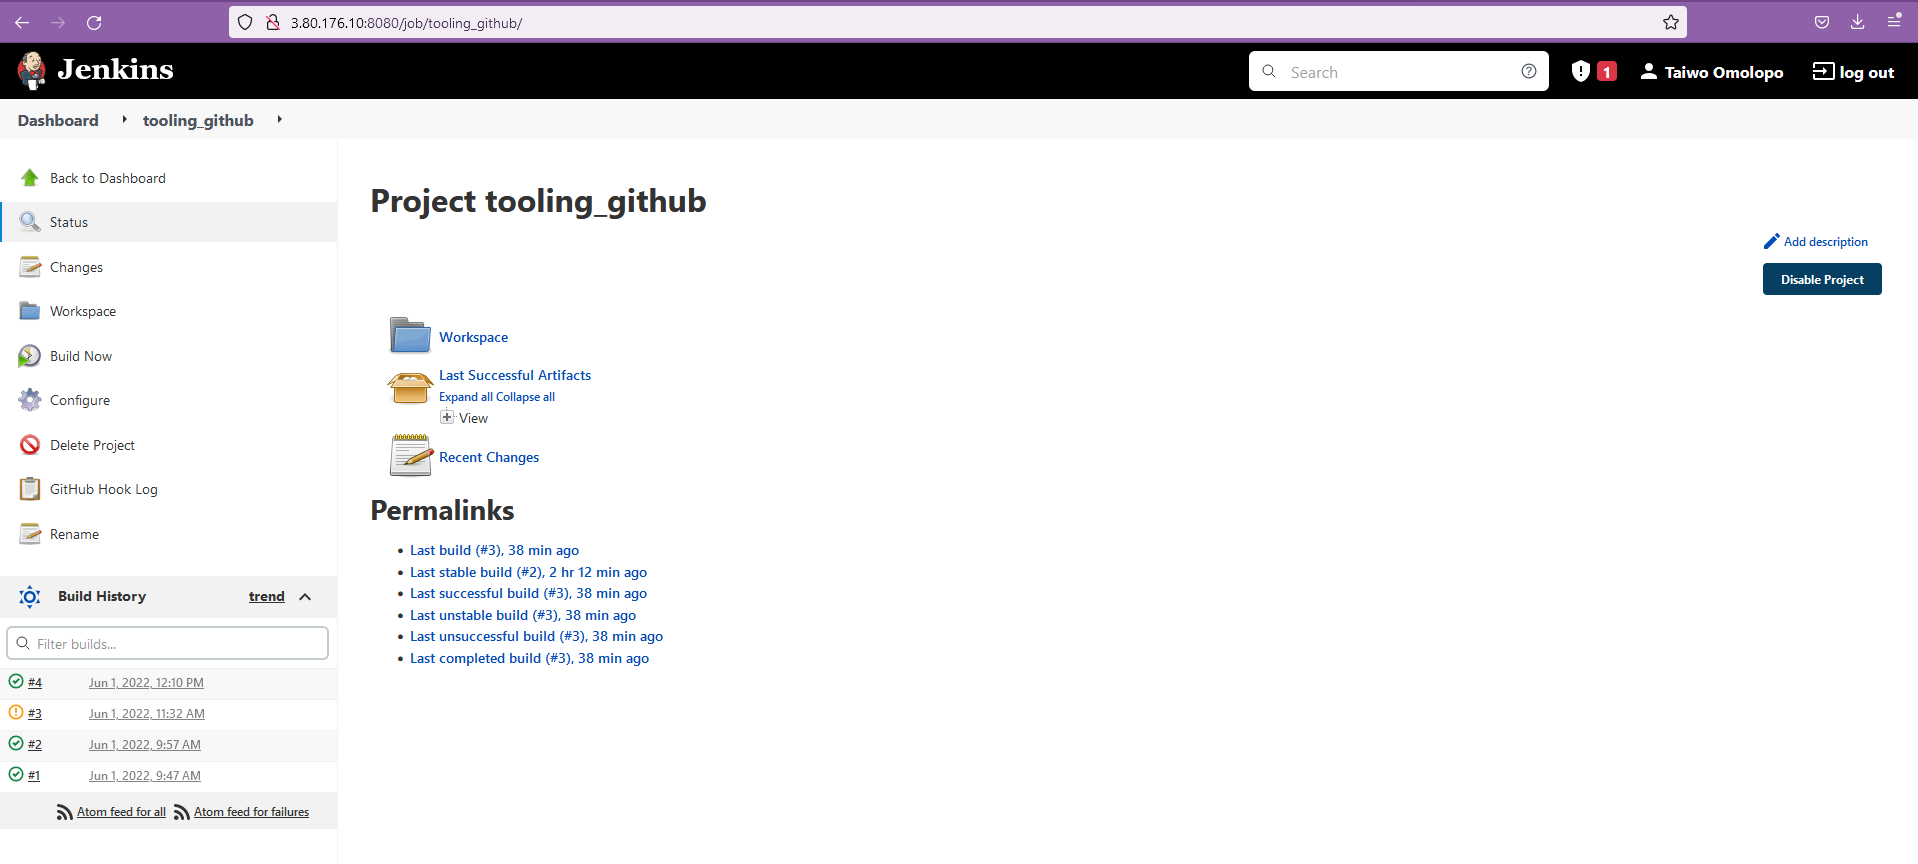 3.80.176.10:8080/job/tooling_github/
Jenkins
Search
1
Taiwo Omolopo
log out
Dashboard
tooling_github
Back to Dashboard
Status
Changes
Workspace
Build Now
Configure
Delete Project
GitHub Hook Log
Rename
Build History
trend
Filter builds...
#4 Jun 1, 2022, 12:10 PM
#3 Jun 1, 2022, 11:32 AM
#2 Jun 1, 2022, 9:57 AM
#1 Jun 1, 2022, 9:47 AM
Atom feed for all Atom feed for failures
Project tooling_github
Add description
Disable Project
Workspace
Last Successful Artifacts
Expand all Collapse all
View
Recent Changes
Permalinks
Last build (#3), 38 min ago
Last stable build (#2), 2 hr 12 min ago
Last successful build (#3), 38 min ago
Last unstable build (#3), 38 min ago
Last unsuccessful build (#3), 38 min ago
Last completed build (#3), 38 min ago